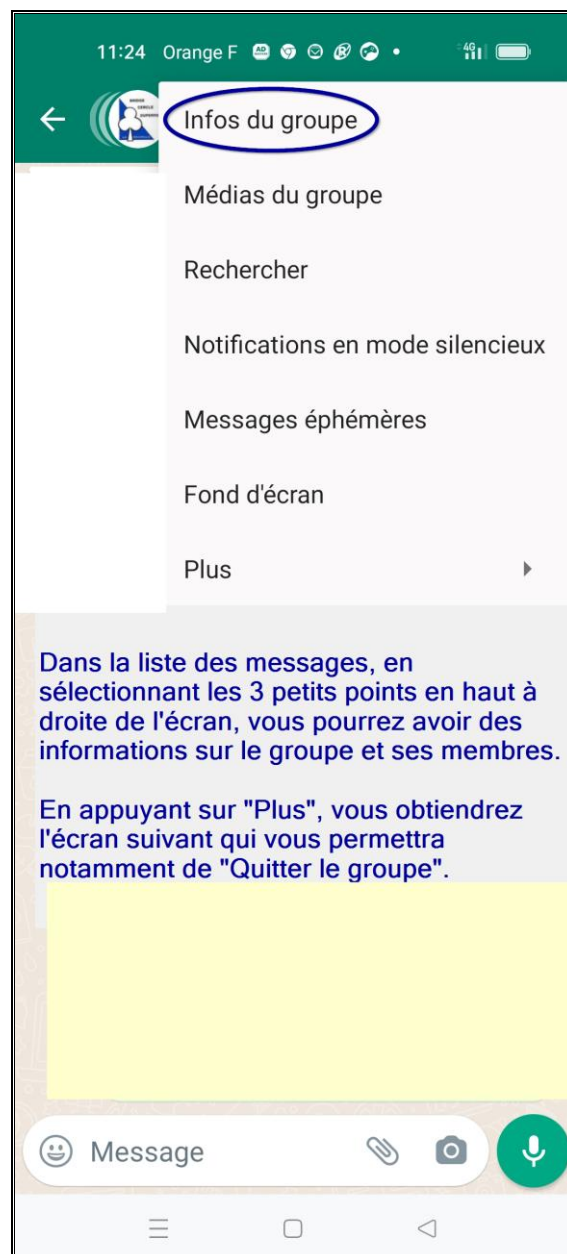 11:24 Orange F
4G
BRIDGE
CERCLE
Infos du groupe
Médias du groupe
Rechercher
Notifications en mode silencieux
Messages éphémères
Fond d'écran
Plus
Dans la liste des messages, en
sélectionnant les 3 petits points en haut à
droite de l'écran, vous pourrez avoir des
informations sur le groupe et ses membres.
En appuyant sur "Plus", vous obtiendrez
l'écran suivant qui vous permettra
notamment de "Quitter le groupe".
Message